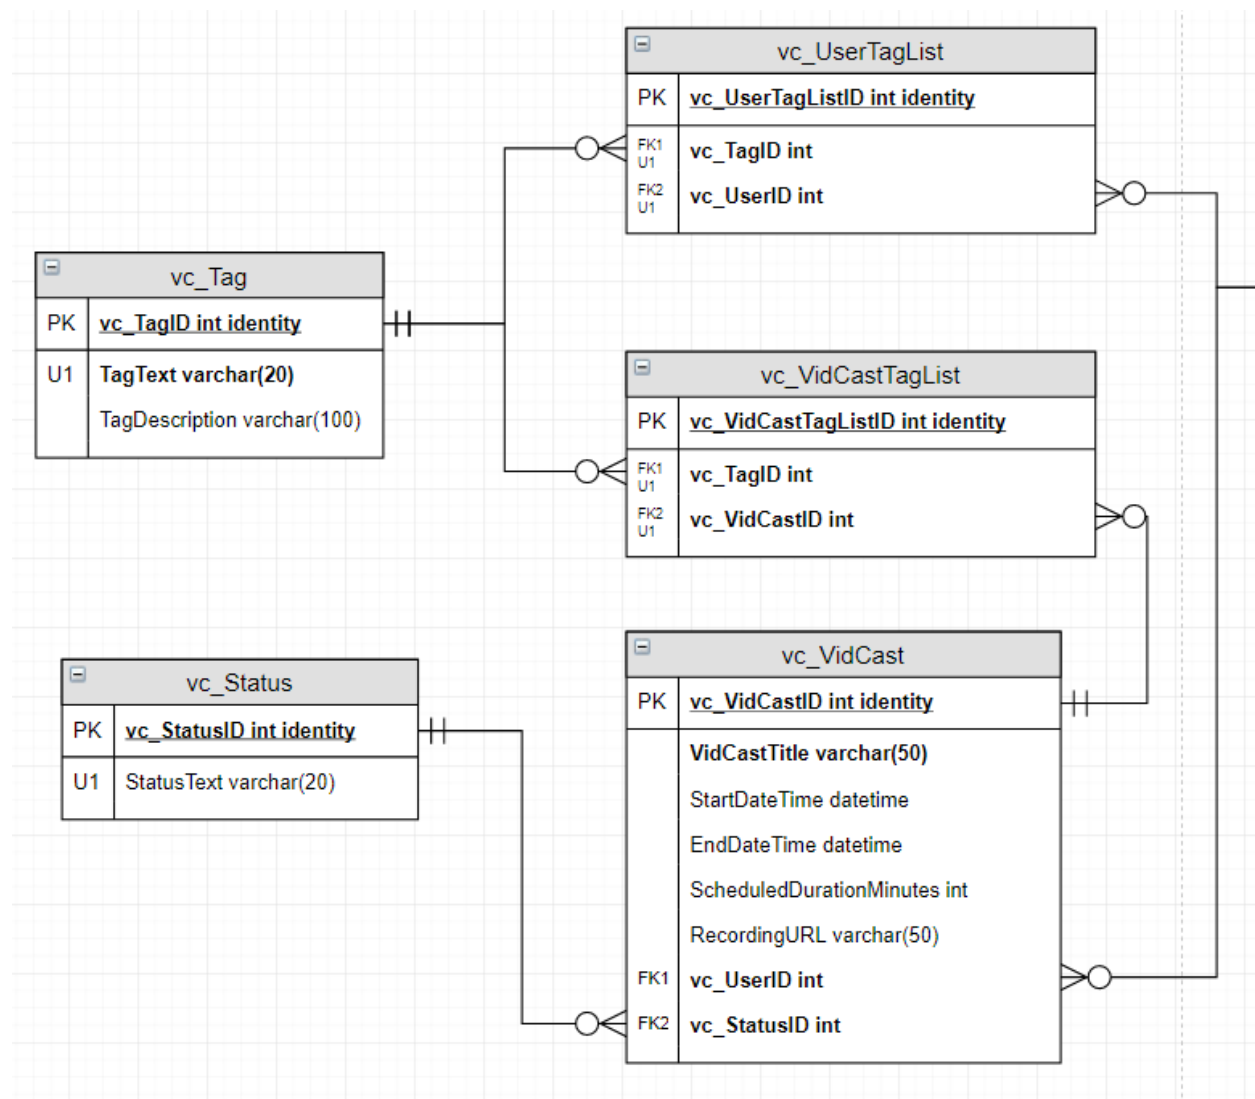 vc_UserTagList
PK vc_UserTagListID int identity
FK1 U1 vc_TagID int
FK2 U1 vc_UserID int
vc_Tag
PK vc_TagID int identity
U1 TagText varchar(20)
TagDescription varchar(100)
vc_VidCastTagList
PK vc_VidCastTagListID int identity
FK1 U1 vc_TagID int
FK2 U1 vc_VidCastID int
vc_Status
PK vc_StatusID int identity
U1 StatusText varchar(20)
vc_VidCast
PK vc_VidCastID int identity
VidCastTitle varchar(50)
StartDateTime datetime
EndDateTime datetime
ScheduledDurationMinutes int
RecordingURL varchar(50)
FK1 vc_UserID int
FK2 vc_StatusID int